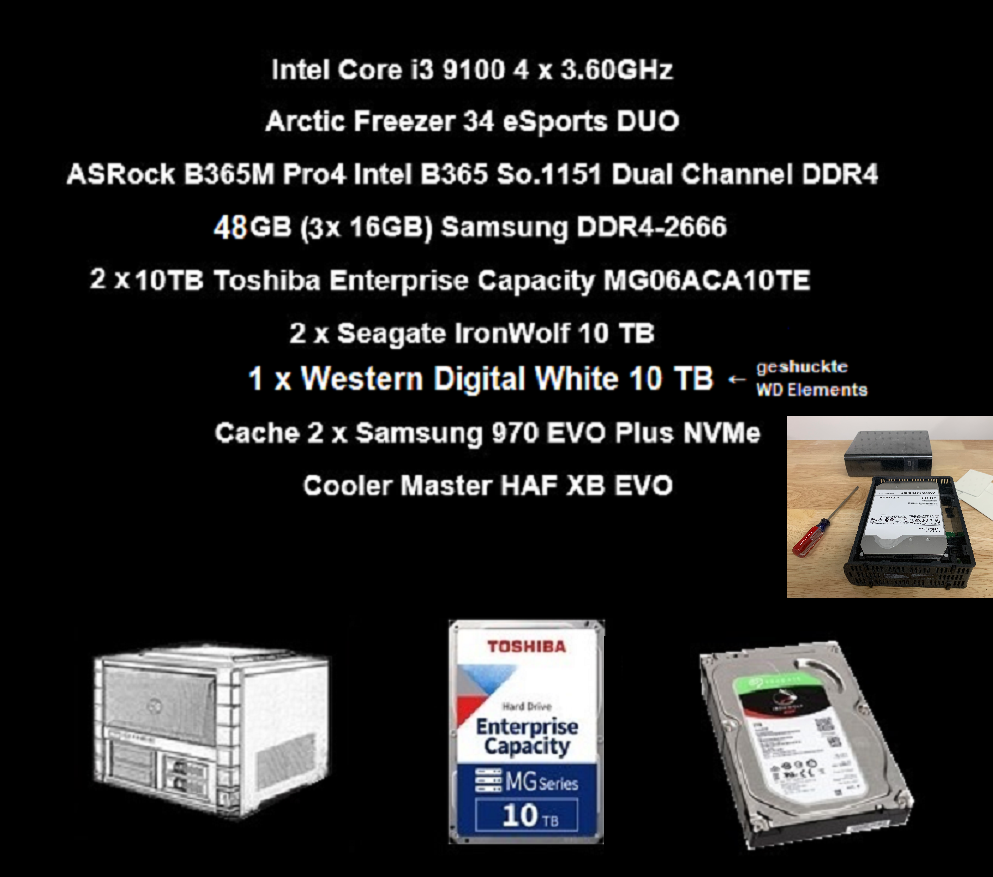 Intel Core i3 9100 4 x 3.60GHz
Arctic Freezer 34 eSports DUO
ASRock B365M Pro4 Intel B365 So.1151 Dual Channel DDR4
48GB (3x 16GB) Samsung DDR4-2666
2 x 10TB Toshiba Enterprise Capacity MG06ACA10TE
2 x Seagate IronWolf 10 TB
1 x Western Digital White 10 TB ← geshuckte
WD Elements
Cache 2 x Samsung 970 EVO Plus NVMe
Cooler Master HAF XB EVO
TOSHIBA
Hard Drive
Enterprise
Capacity
MG Series
10 TB